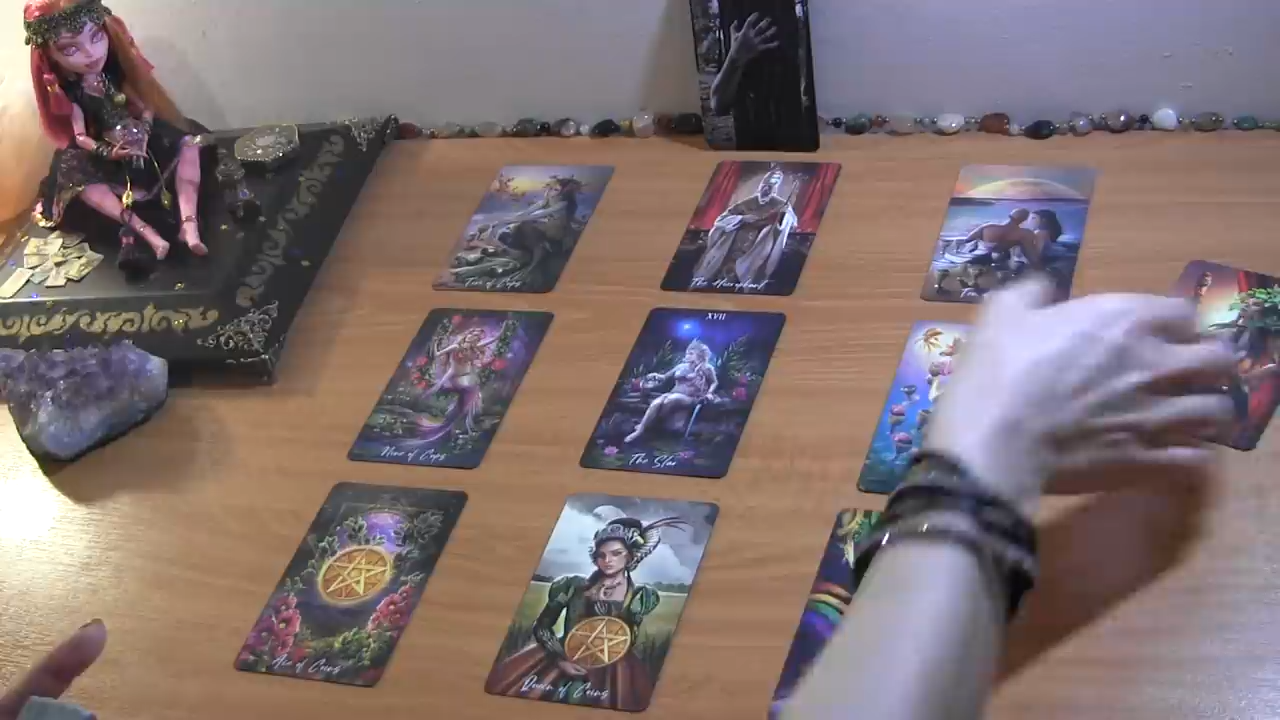 Two of Cups
The Hierophant
XVII
Nine of Cups
The Star
Ace of Coins
Queen of Coins